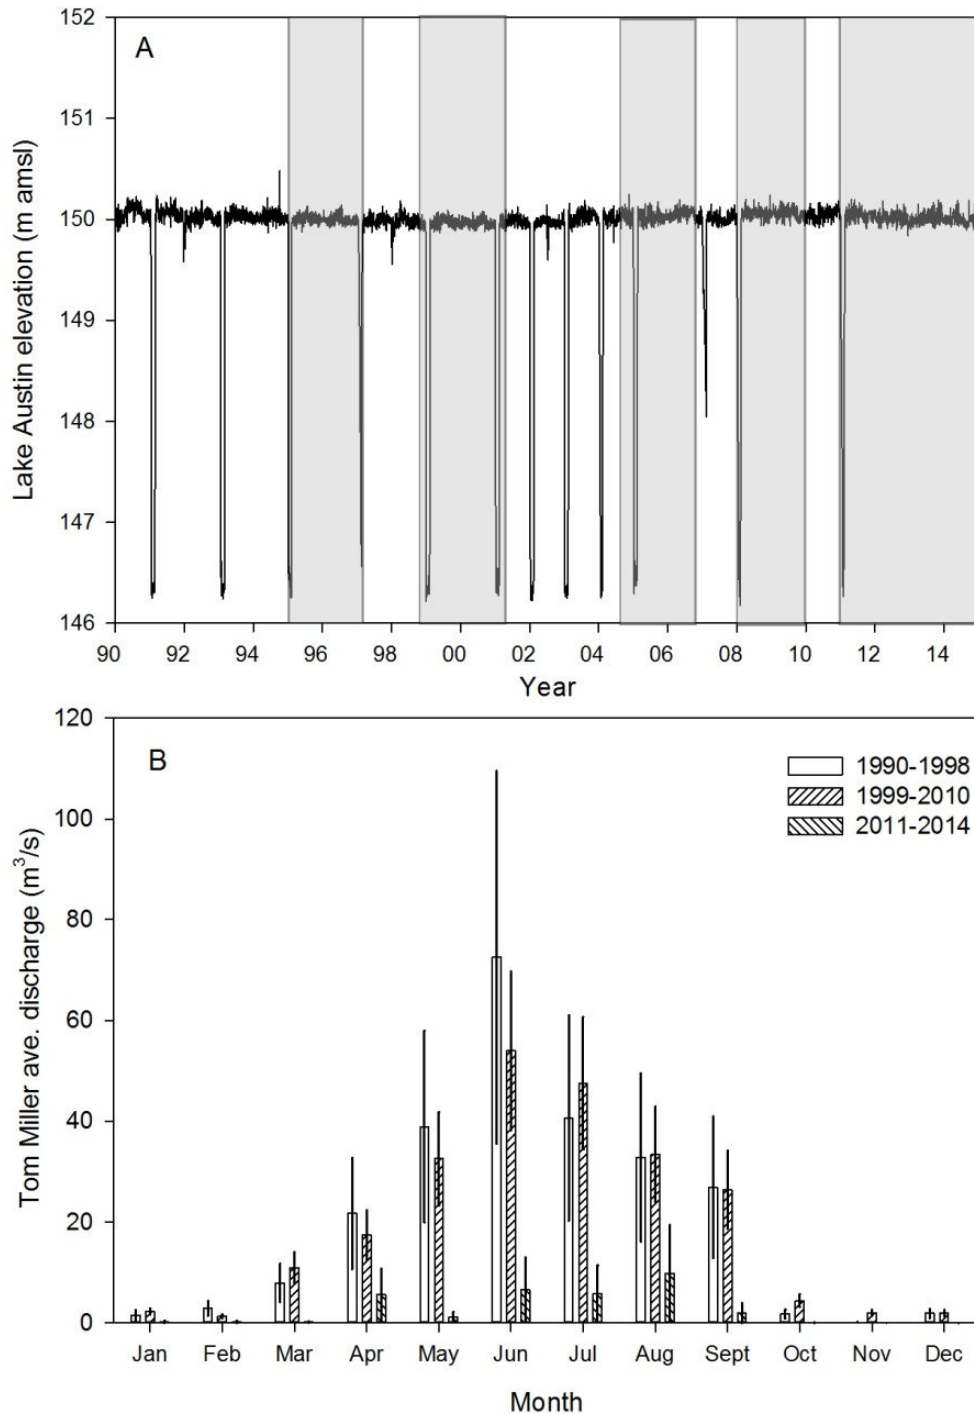 152
A
151
150
149
148
147
146
Lake Austin elevation (m amsl)
90 92 94 96 98 00 02 04 06 08 10 12 14
Year
120
B
100
80
60
40
20
0
Tom Miller ave. discharge (m³/s)
1990-1998
1999-2010
2011-2014
Jan Feb Mar Apr May Jun Jul Aug Sept Oct Nov Dec
Month